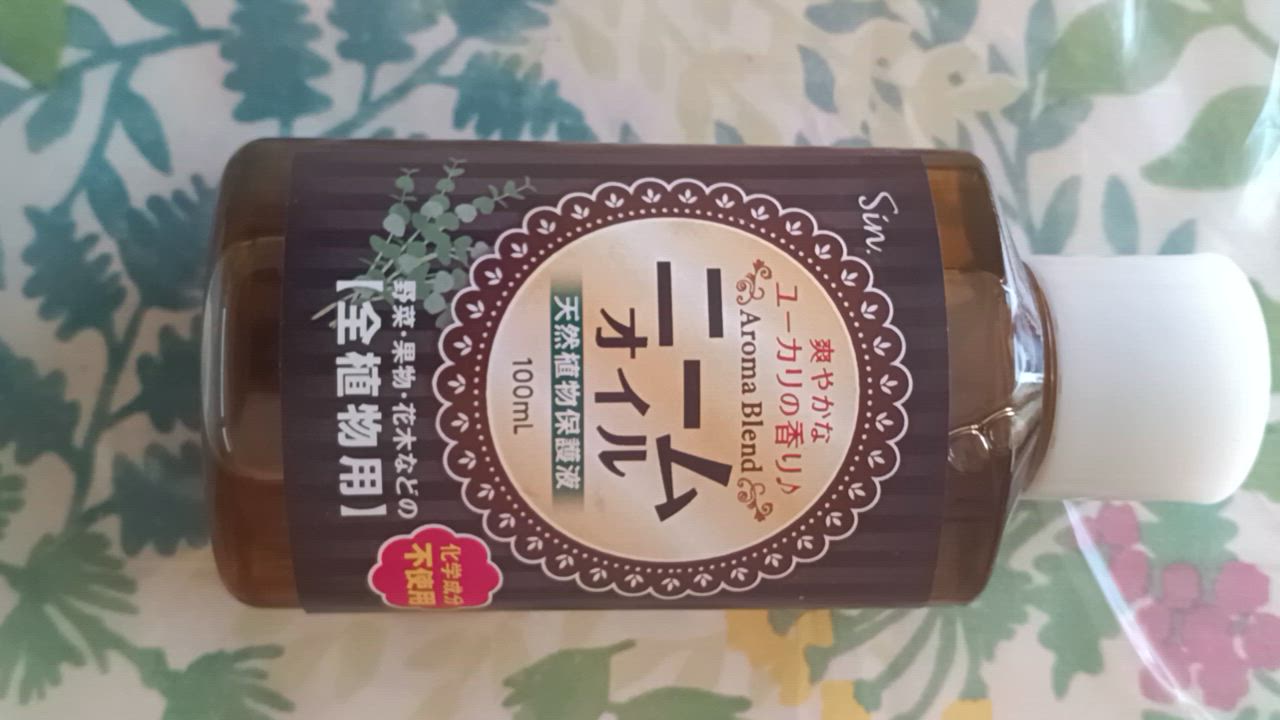 Sin.
爽やかな
ユーカリの香り♪
Aroma Blend
ニーム
オイル
天然植物保護液
100mL
野菜・果物・花木などの
【全植物用】
化学成分
不使用